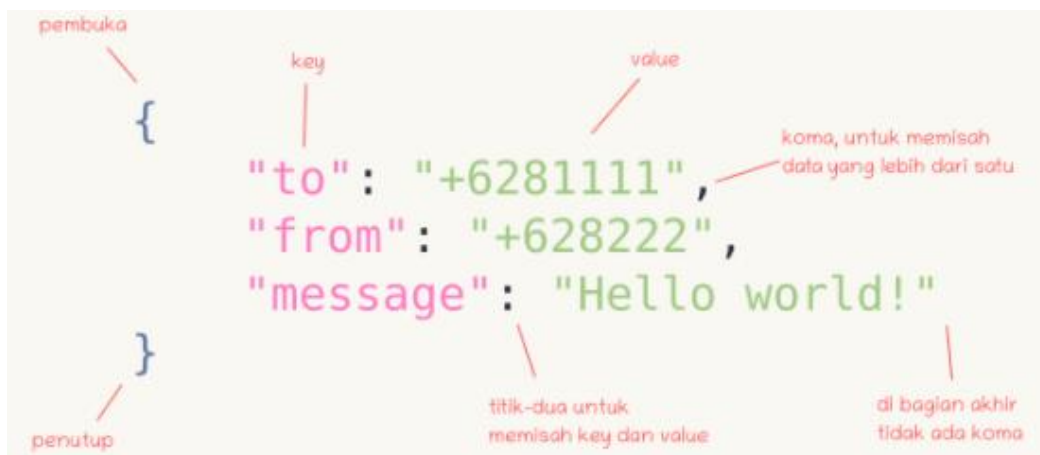 pembuka
key
value
{
koma, untuk memisah
data yang lebih dari satu
"to": "+6281111",
"from": "+628222",
"message": "Hello world!"
}
titik-dua untuk
memisah key dan value
di bagian akhir
tidak ada koma
penutup